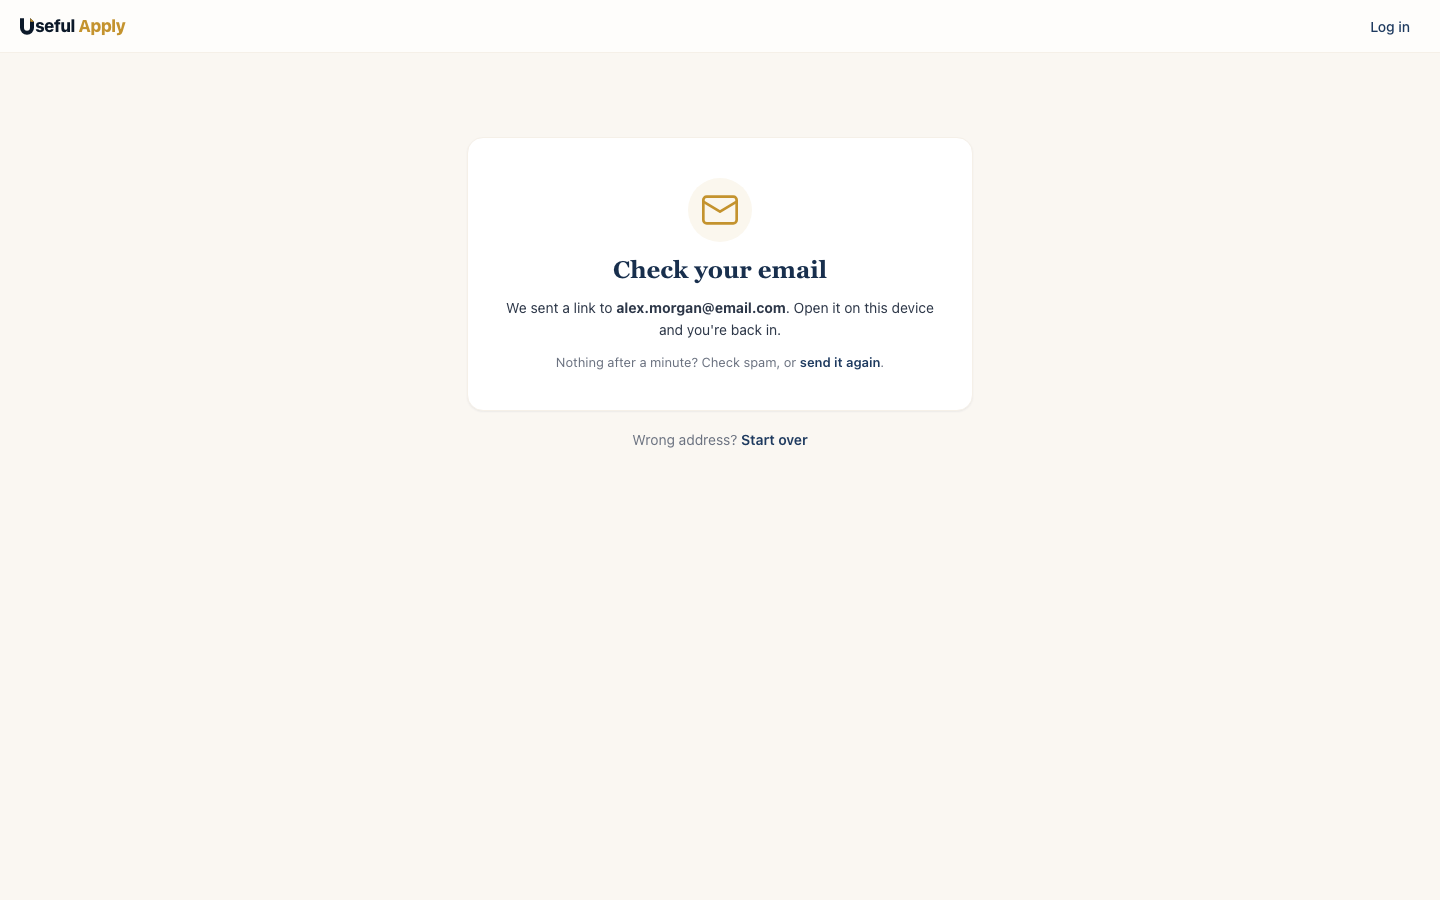 Useful Apply
Log in
Check your email
We sent a link to alex.morgan@email.com. Open it on this device
and you're back in.
Nothing after a minute? Check spam, or send it again.
Wrong address? Start over